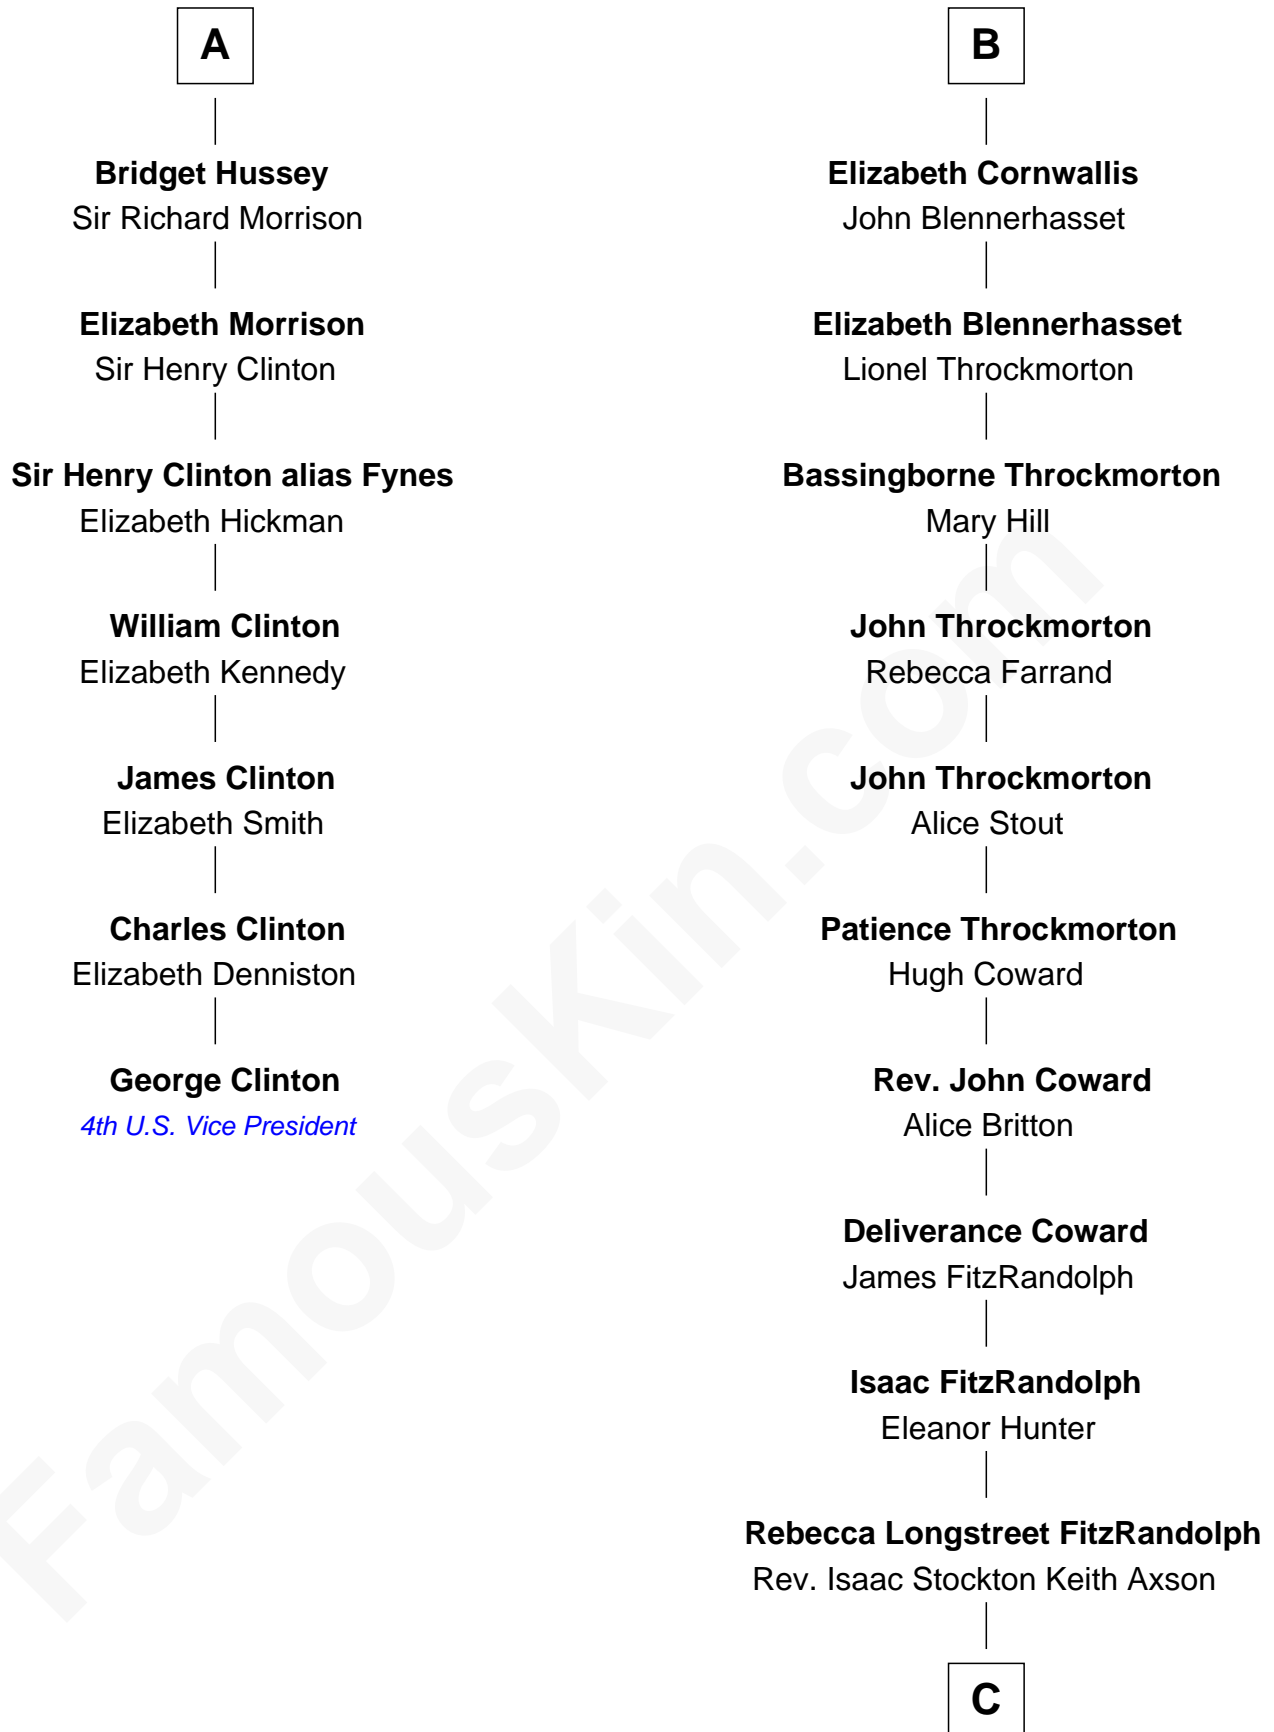 A
Bridget Hussey
Sir Richard Morrison
Elizabeth Morrison
Sir Henry Clinton
Sir Henry Clinton alias Fynes
Elizabeth Hickman
William Clinton
Elizabeth Kennedy
James Clinton
Elizabeth Smith
Charles Clinton
Elizabeth Denniston
George Clinton
4th U.S. Vice President
B
Elizabeth Cornwallis
John Blennerhasset
Elizabeth Blennerhasset
Lionel Throckmorton
Bassingborne Throckmorton
Mary Hill
John Throckmorton
Rebecca Farrand
John Throckmorton
Alice Stout
Patience Throckmorton
Hugh Coward
Rev. John Coward
Alice Britton
Deliverance Coward
James FitzRandolph
Isaac FitzRandolph
Eleanor Hunter
Rebecca Longstreet FitzRandolph
Rev. Isaac Stockton Keith Axson
C
FamousKin.com